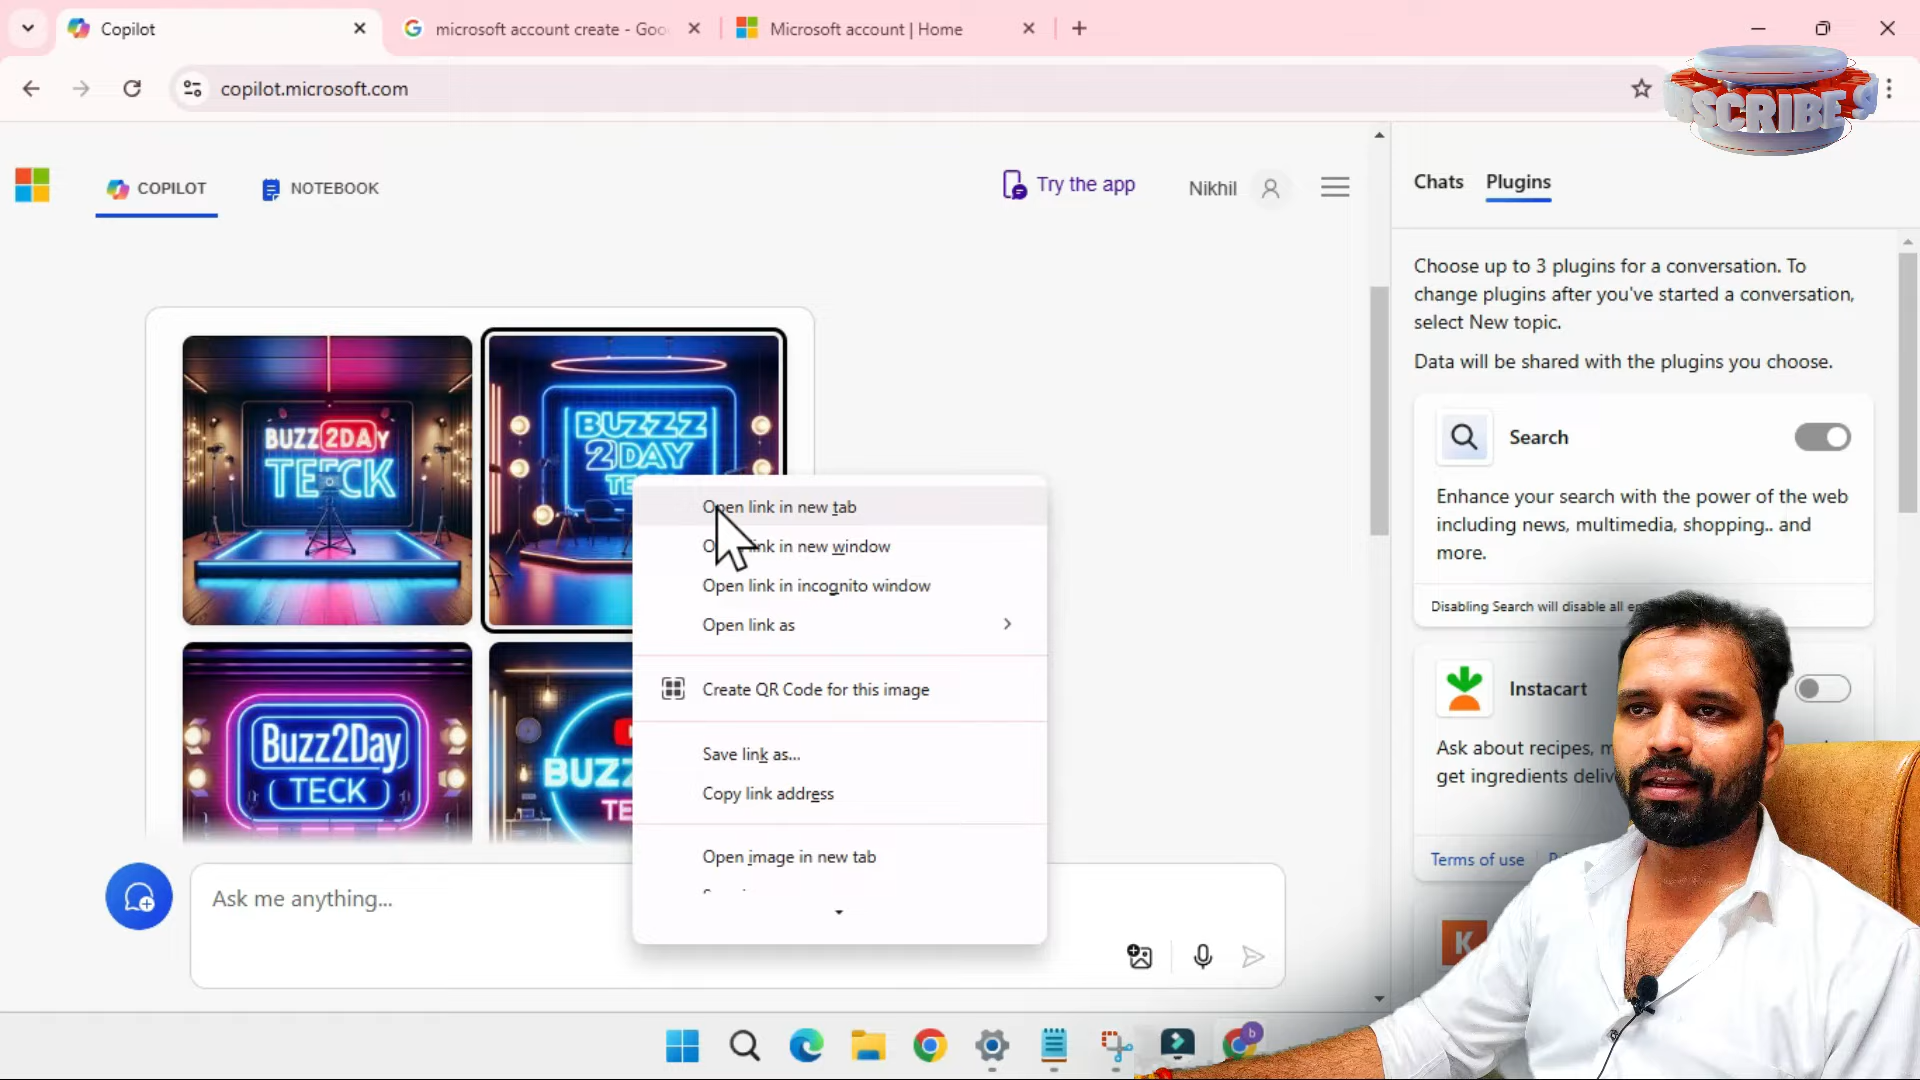 Copilot
microsoft account create - Goo
Microsoft account | Home
copilot.microsoft.com
SCRIBE
COPILOT
NOTEBOOK
Try the app
Nikhil
Chats
Plugins
Choose up to 3 plugins for a conversation. To
change plugins after you've started a conversation,
select New topic.
Data will be shared with the plugins you choose.
Search
Enhance your search with the power of the web
including news, multimedia, shopping.. and
more.
Disabling Search will disable all
Instacart
Ask about recipes,
get ingredients
Terms of use
K
BUZZ 2DAY
TECK
BUZZZ
2DAY
Buzz2Day
TECK
BUZZ
Open link in new tab
link in new window
Open link in incognito window
Open link as
Create QR Code for this image
Save link as...
Copy link address
Open image in new tab
Ask me anything...
b